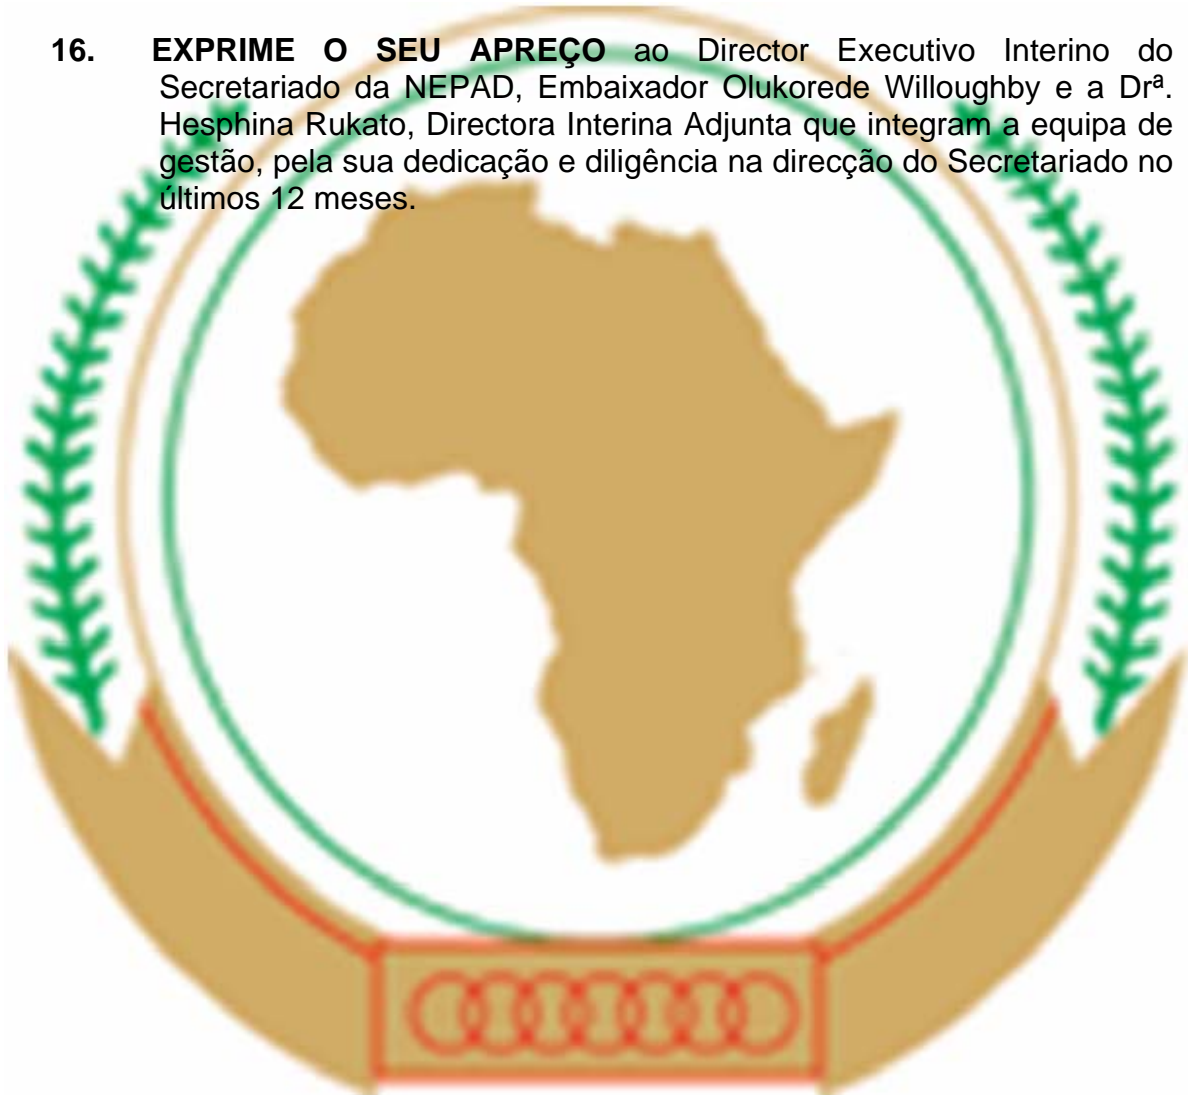 16. EXPRIME O SEU APREÇO ao Director Executivo Interino do
Secretariado da NEPAD, Embaixador Olukorede Willoughby e a Drª.
Hesphina Rukato, Directora Interina Adjunta que integram a equipa de
gestão, pela sua dedicação e diligência na direcção do Secretariado no
últimos 12 meses.